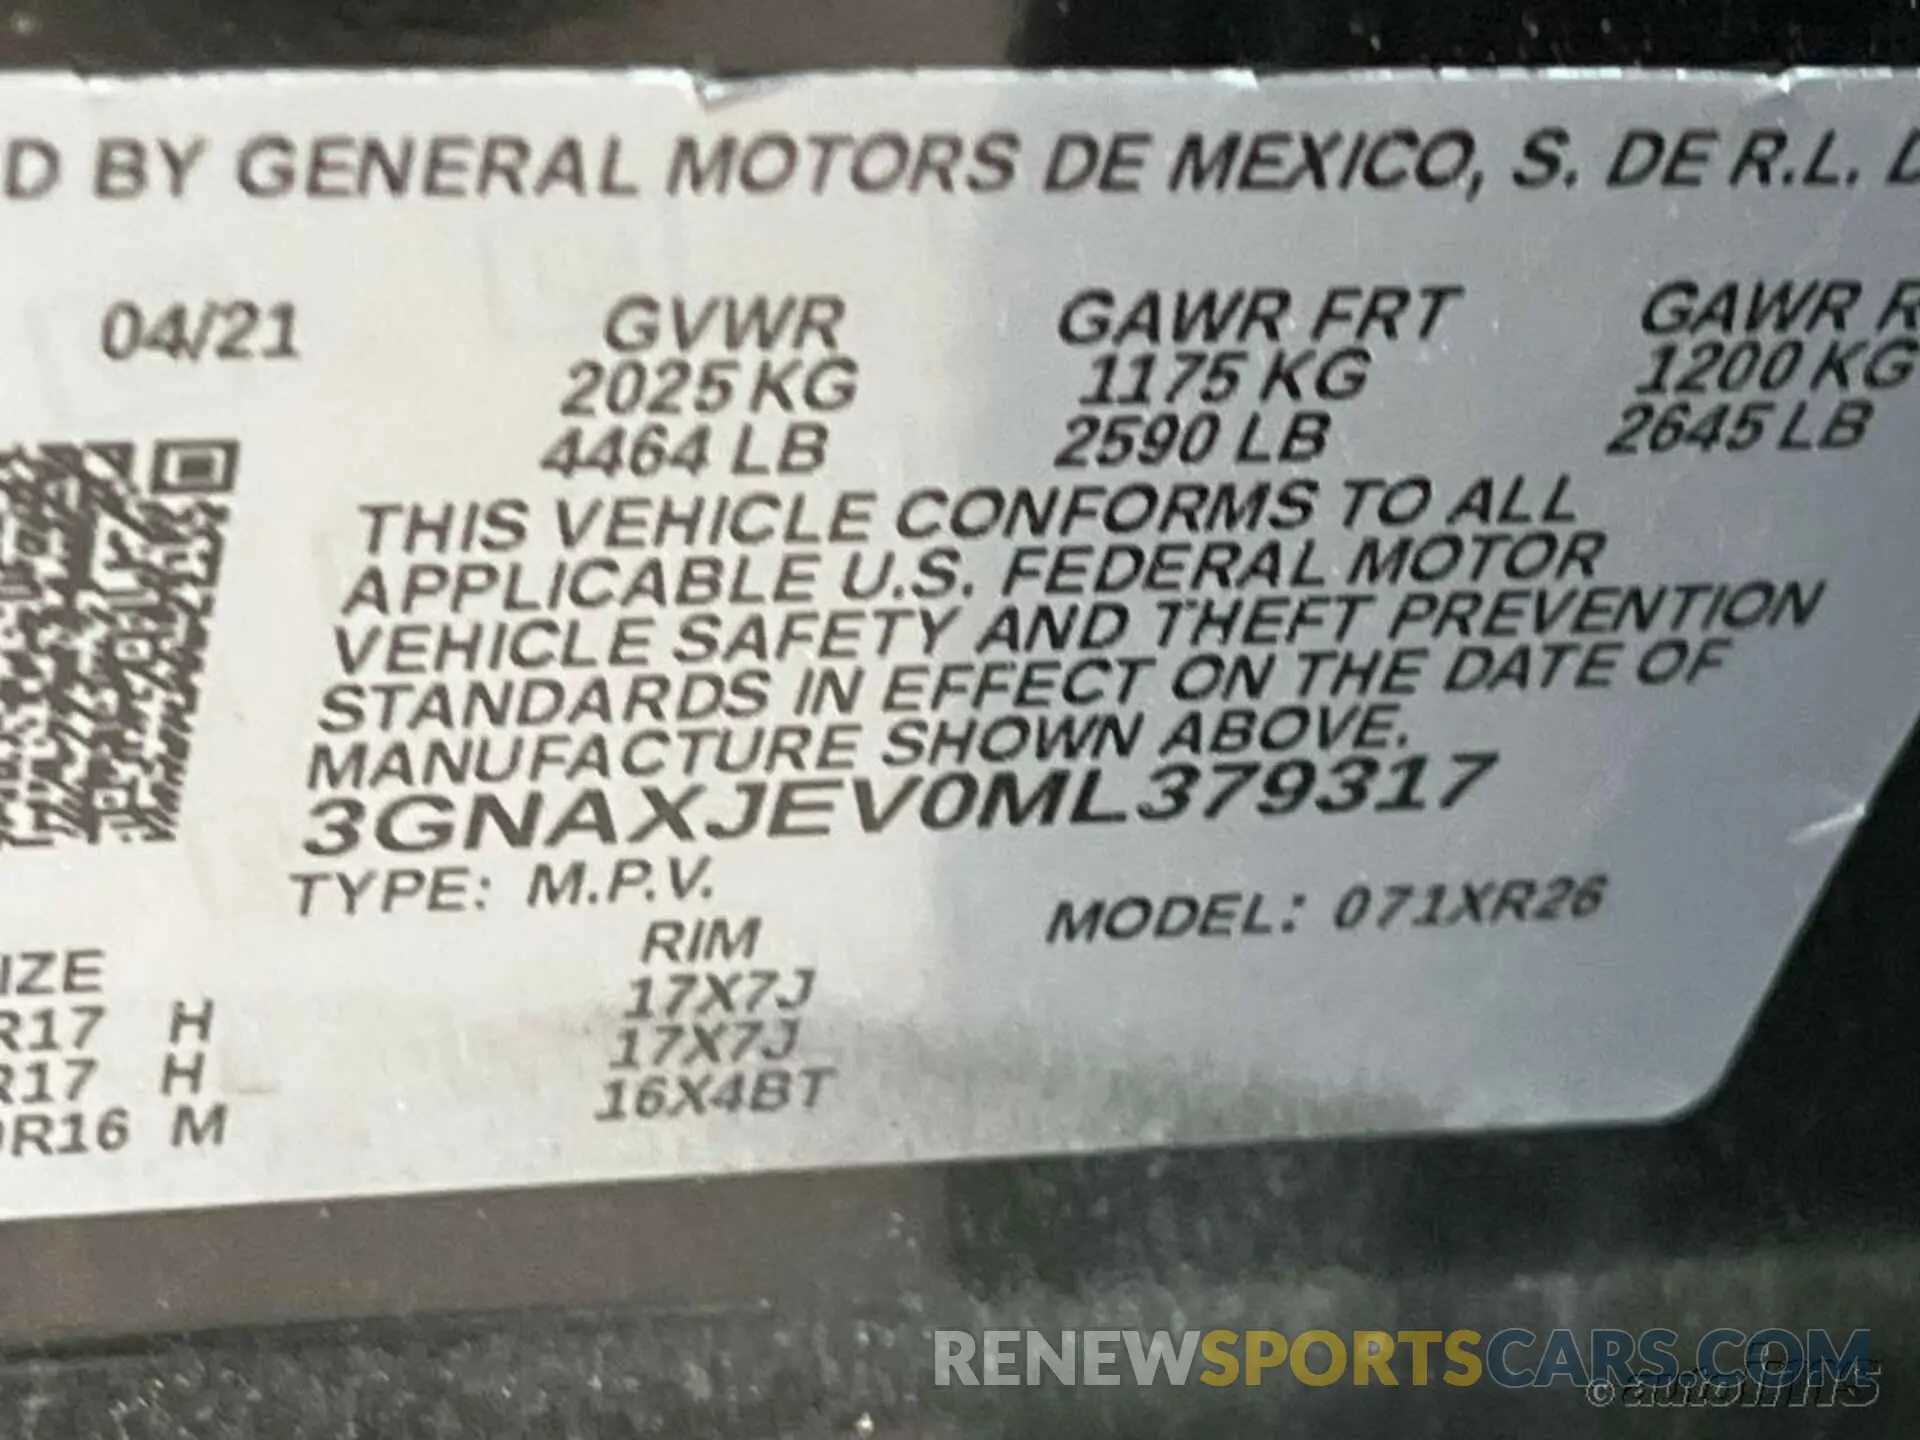 D BY GENERAL MOTORS DE MEXICO, S. DE R.L. D
04/21 GVWR GAWR FRT GAWR R
2025 KG 1175 KG 1200 KG
4464 LB 2590 LB 2645 LB
THIS VEHICLE CONFORMS TO ALL
APPLICABLE U.S. FEDERAL MOTOR
VEHICLE SAFETY AND THEFT PREVENTION
STANDARDS IN EFFECT ON THE DATE OF
MANUFACTURE SHOWN ABOVE.
3GNAXJEV0ML379317
TYPE: M.P.V. MODEL: 071XR26
IZE RIM
R17 H 17X7J
R17 H 17X7J
R16 M 16X4BT
RENEWSPORTSCARS.COM